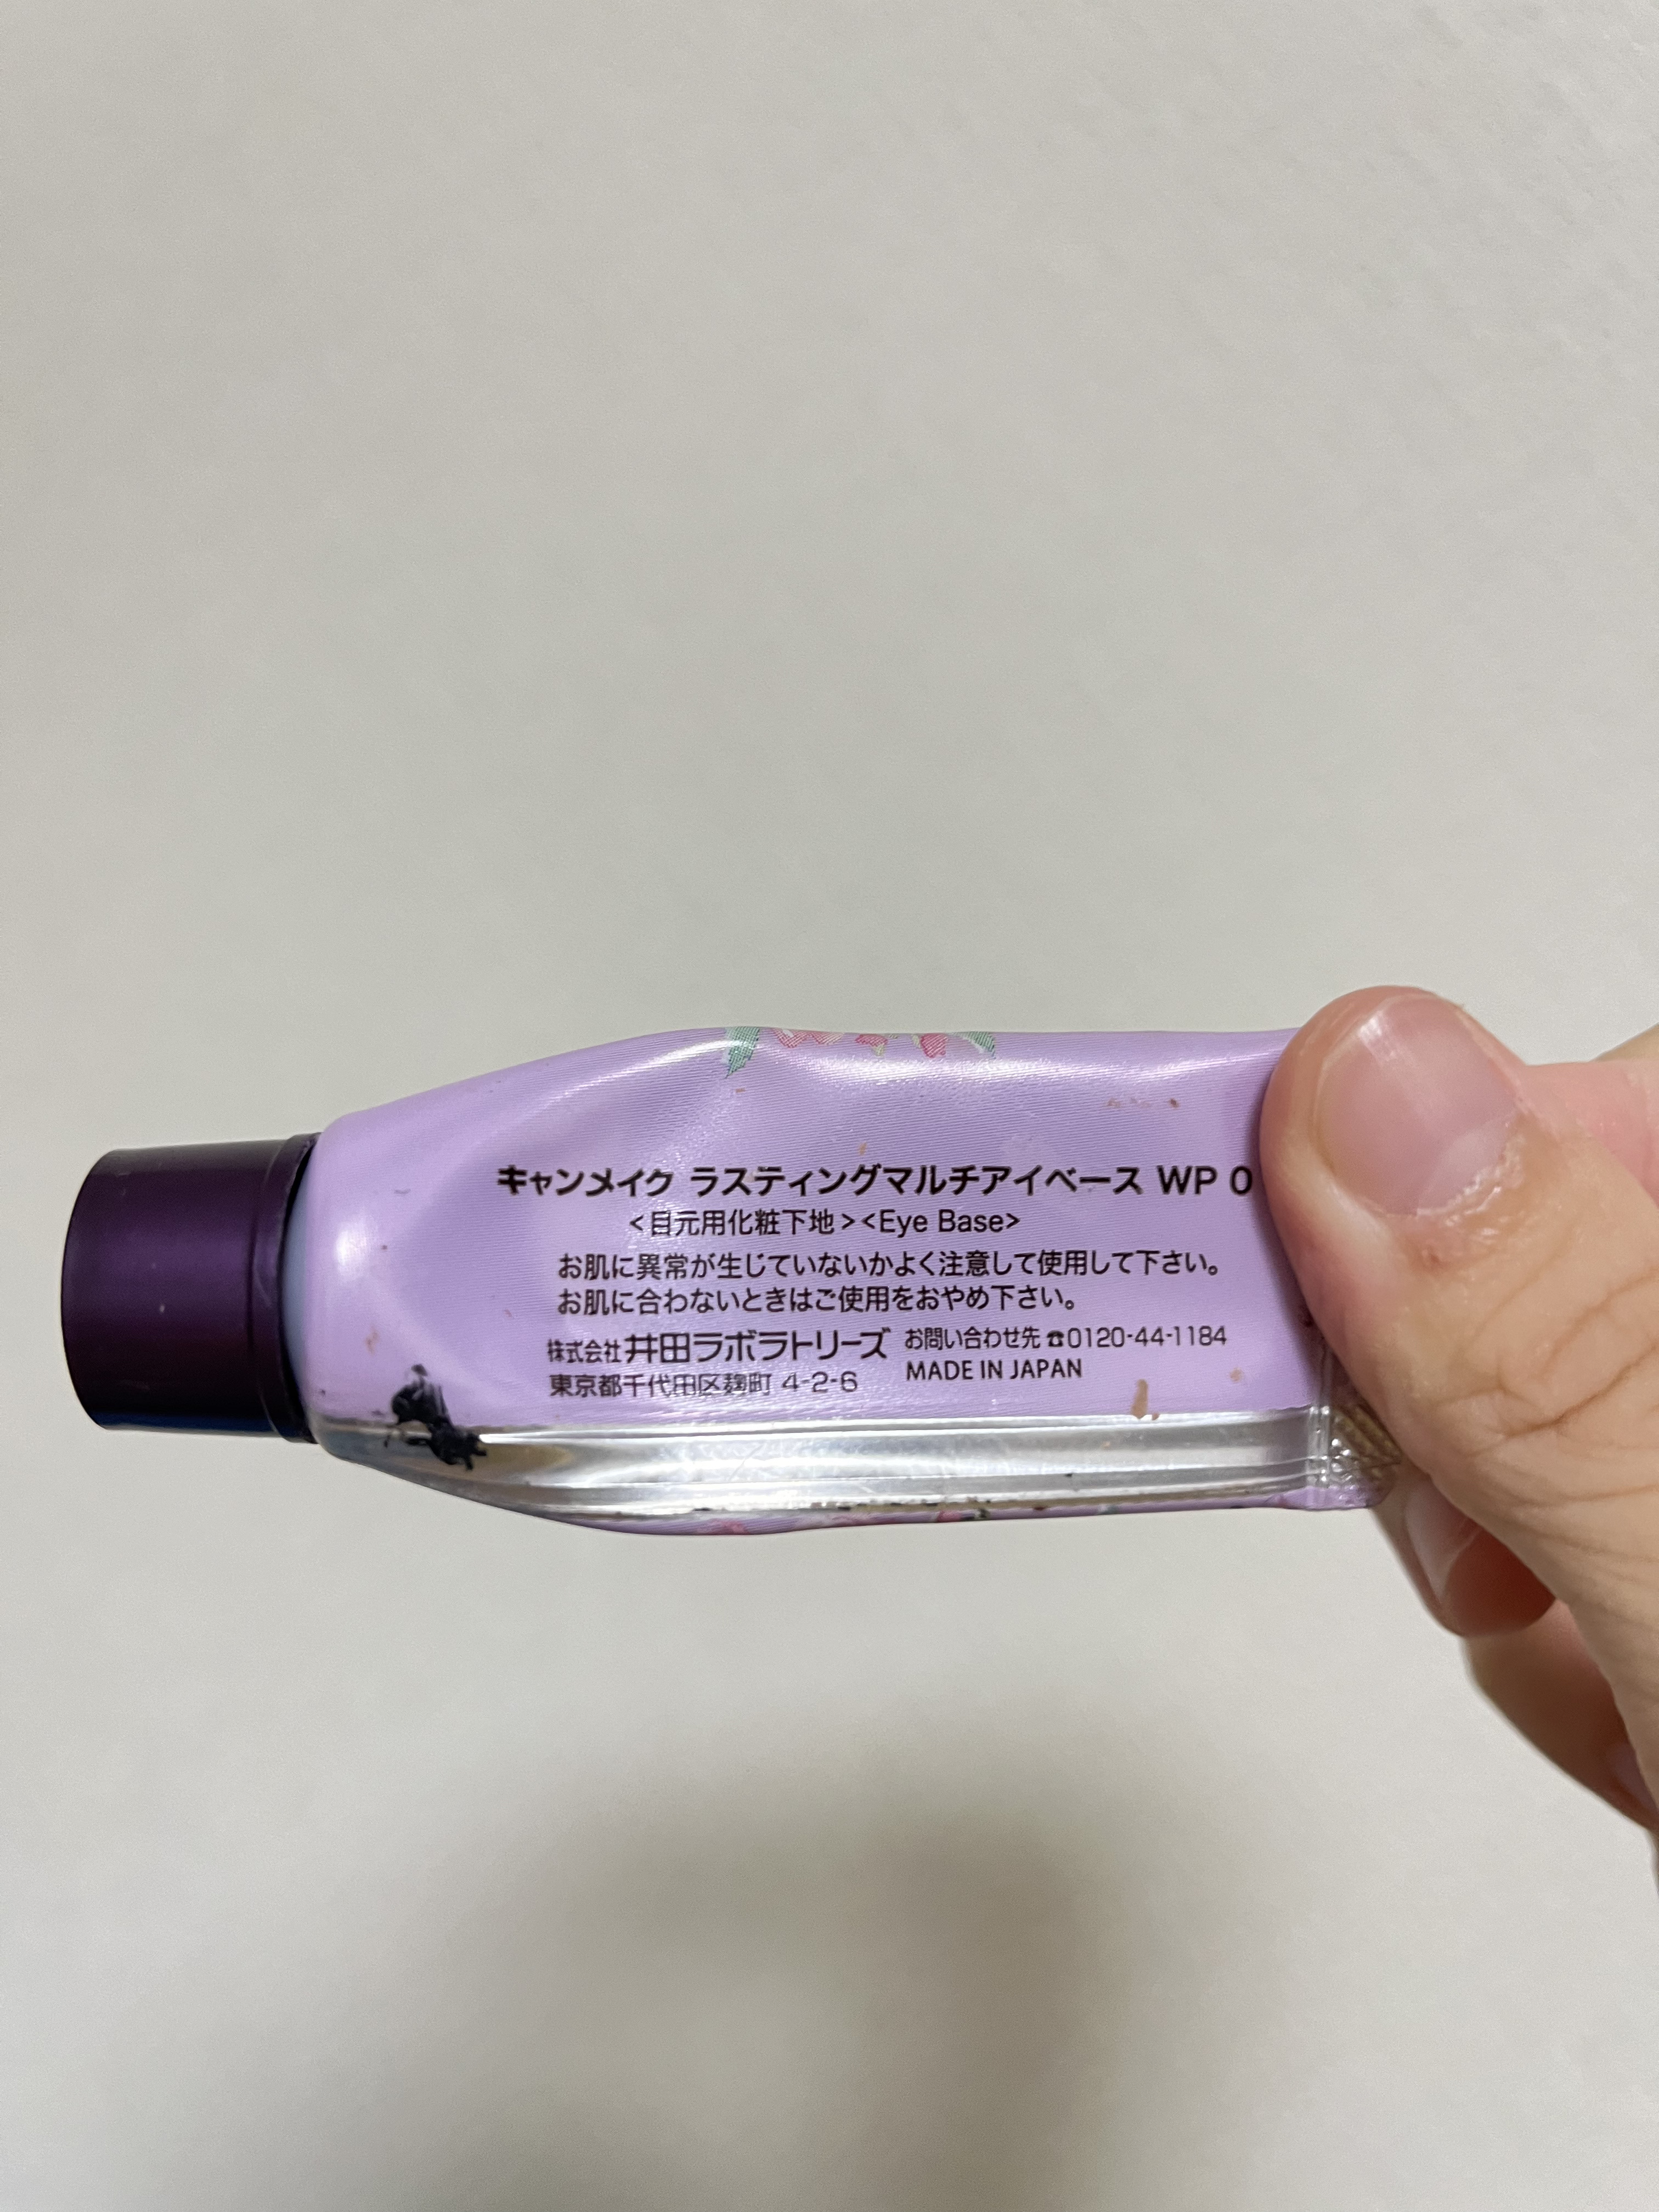 キャンメイク ラスティングマルチアイベース WP 0
<目元用化粧下地><Eye Base>
お肌に異常が生じていないかよく注意して使用して下さい。
お肌に合わないときはご使用をおやめ下さい。
株式会社井田ラボラトリーズ お問い合わせ先☎0120-44-1184
東京都千代田区麹町 4-2-6 MADE IN JAPAN